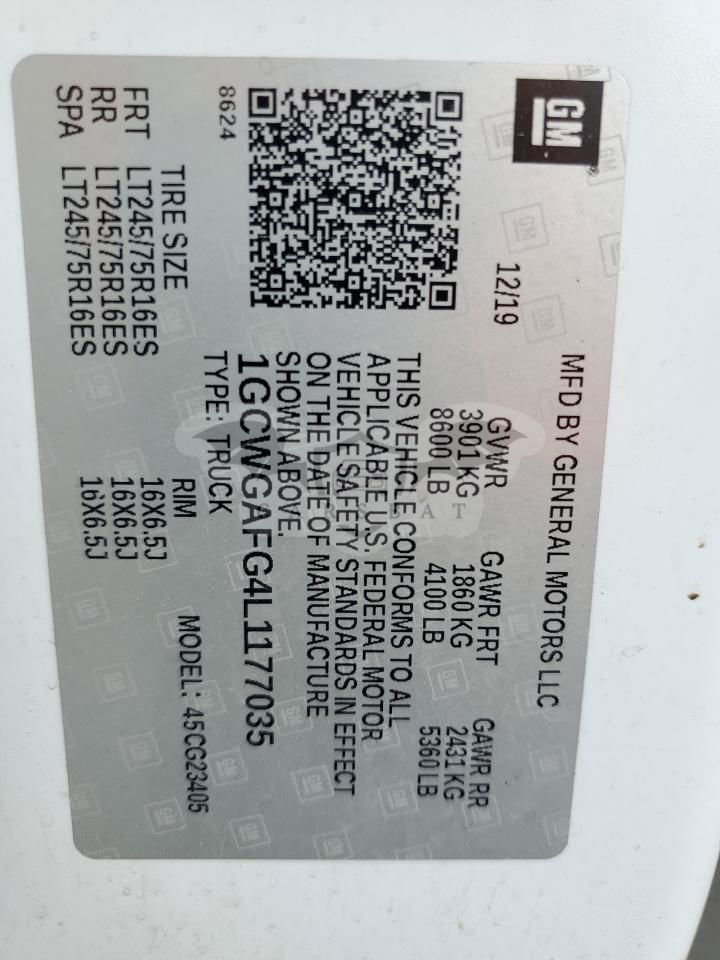 GM
MFD BY GENERAL MOTORS LLC
12/19
GVWR GAWR FRT GAWR RR
3901 KG 1860 KG 2431 KG
8600 LB 4100 LB 5360 LB
THIS VEHICLE CONFORMS TO ALL
APPLICABLE U.S. FEDERAL MOTOR
VEHICLE SAFETY STANDARDS IN EFFECT
ON THE DATE OF MANUFACTURE
SHOWN ABOVE.
1GCWGAFG4L1177035
8624
TYPE: TRUCK MODEL: 45CG23405
TIRE SIZE RIM
FRT LT245/75R16ES 16X6.5J
RR LT245/75R16ES 16X6.5J
SPA LT245/75R16ES 16X6.5J